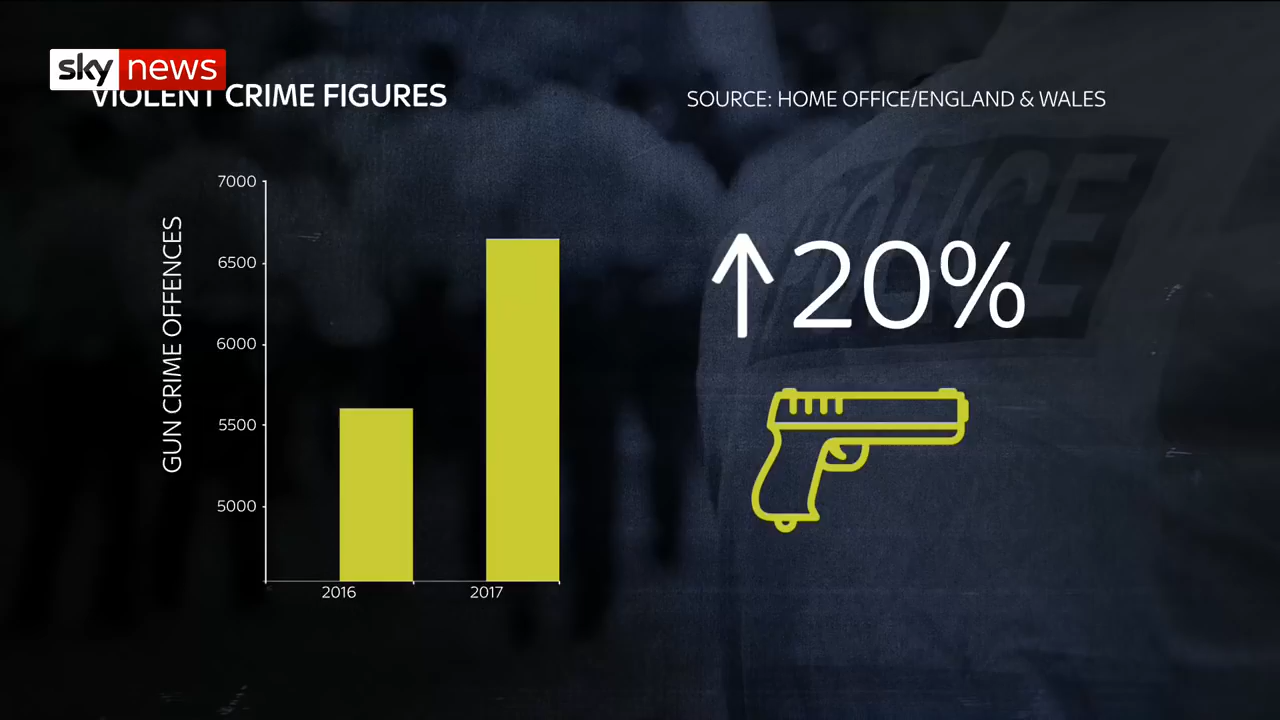 sky news
VIOLENT CRIME FIGURES
SOURCE: HOME OFFICE/ENGLAND & WALES
POLICE
GUN CRIME OFFENCES
7000
6500
6000
5500
5000
2016
2017
20%